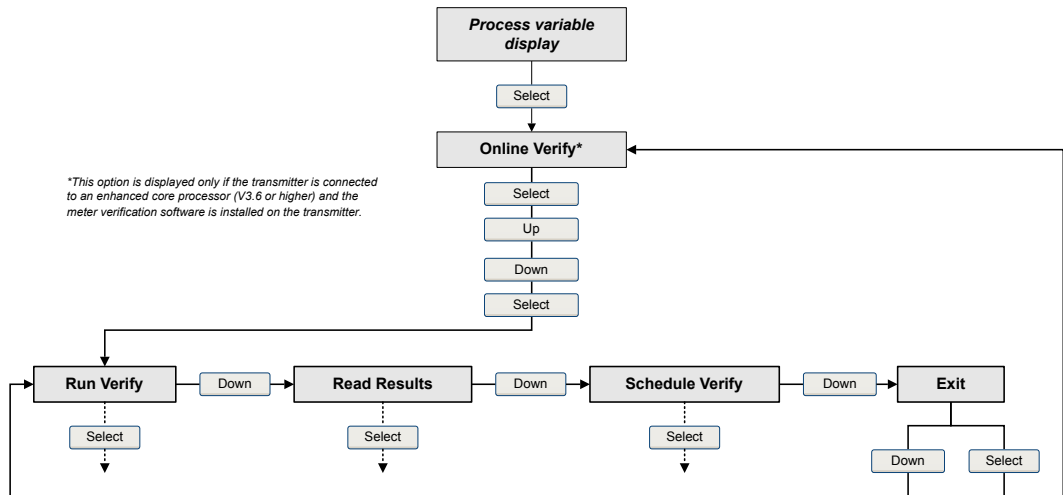 Process variable
display
Select
Online Verify*
*This option is displayed only if the transmitter is connected
to an enhanced core processor (V3.6 or higher) and the
meter verification software is installed on the transmitter.
Select
Up
Down
Select
Run Verify
Down
Read Results
Down
Schedule Verify
Down
Exit
Select
Select
Select
Down
Select